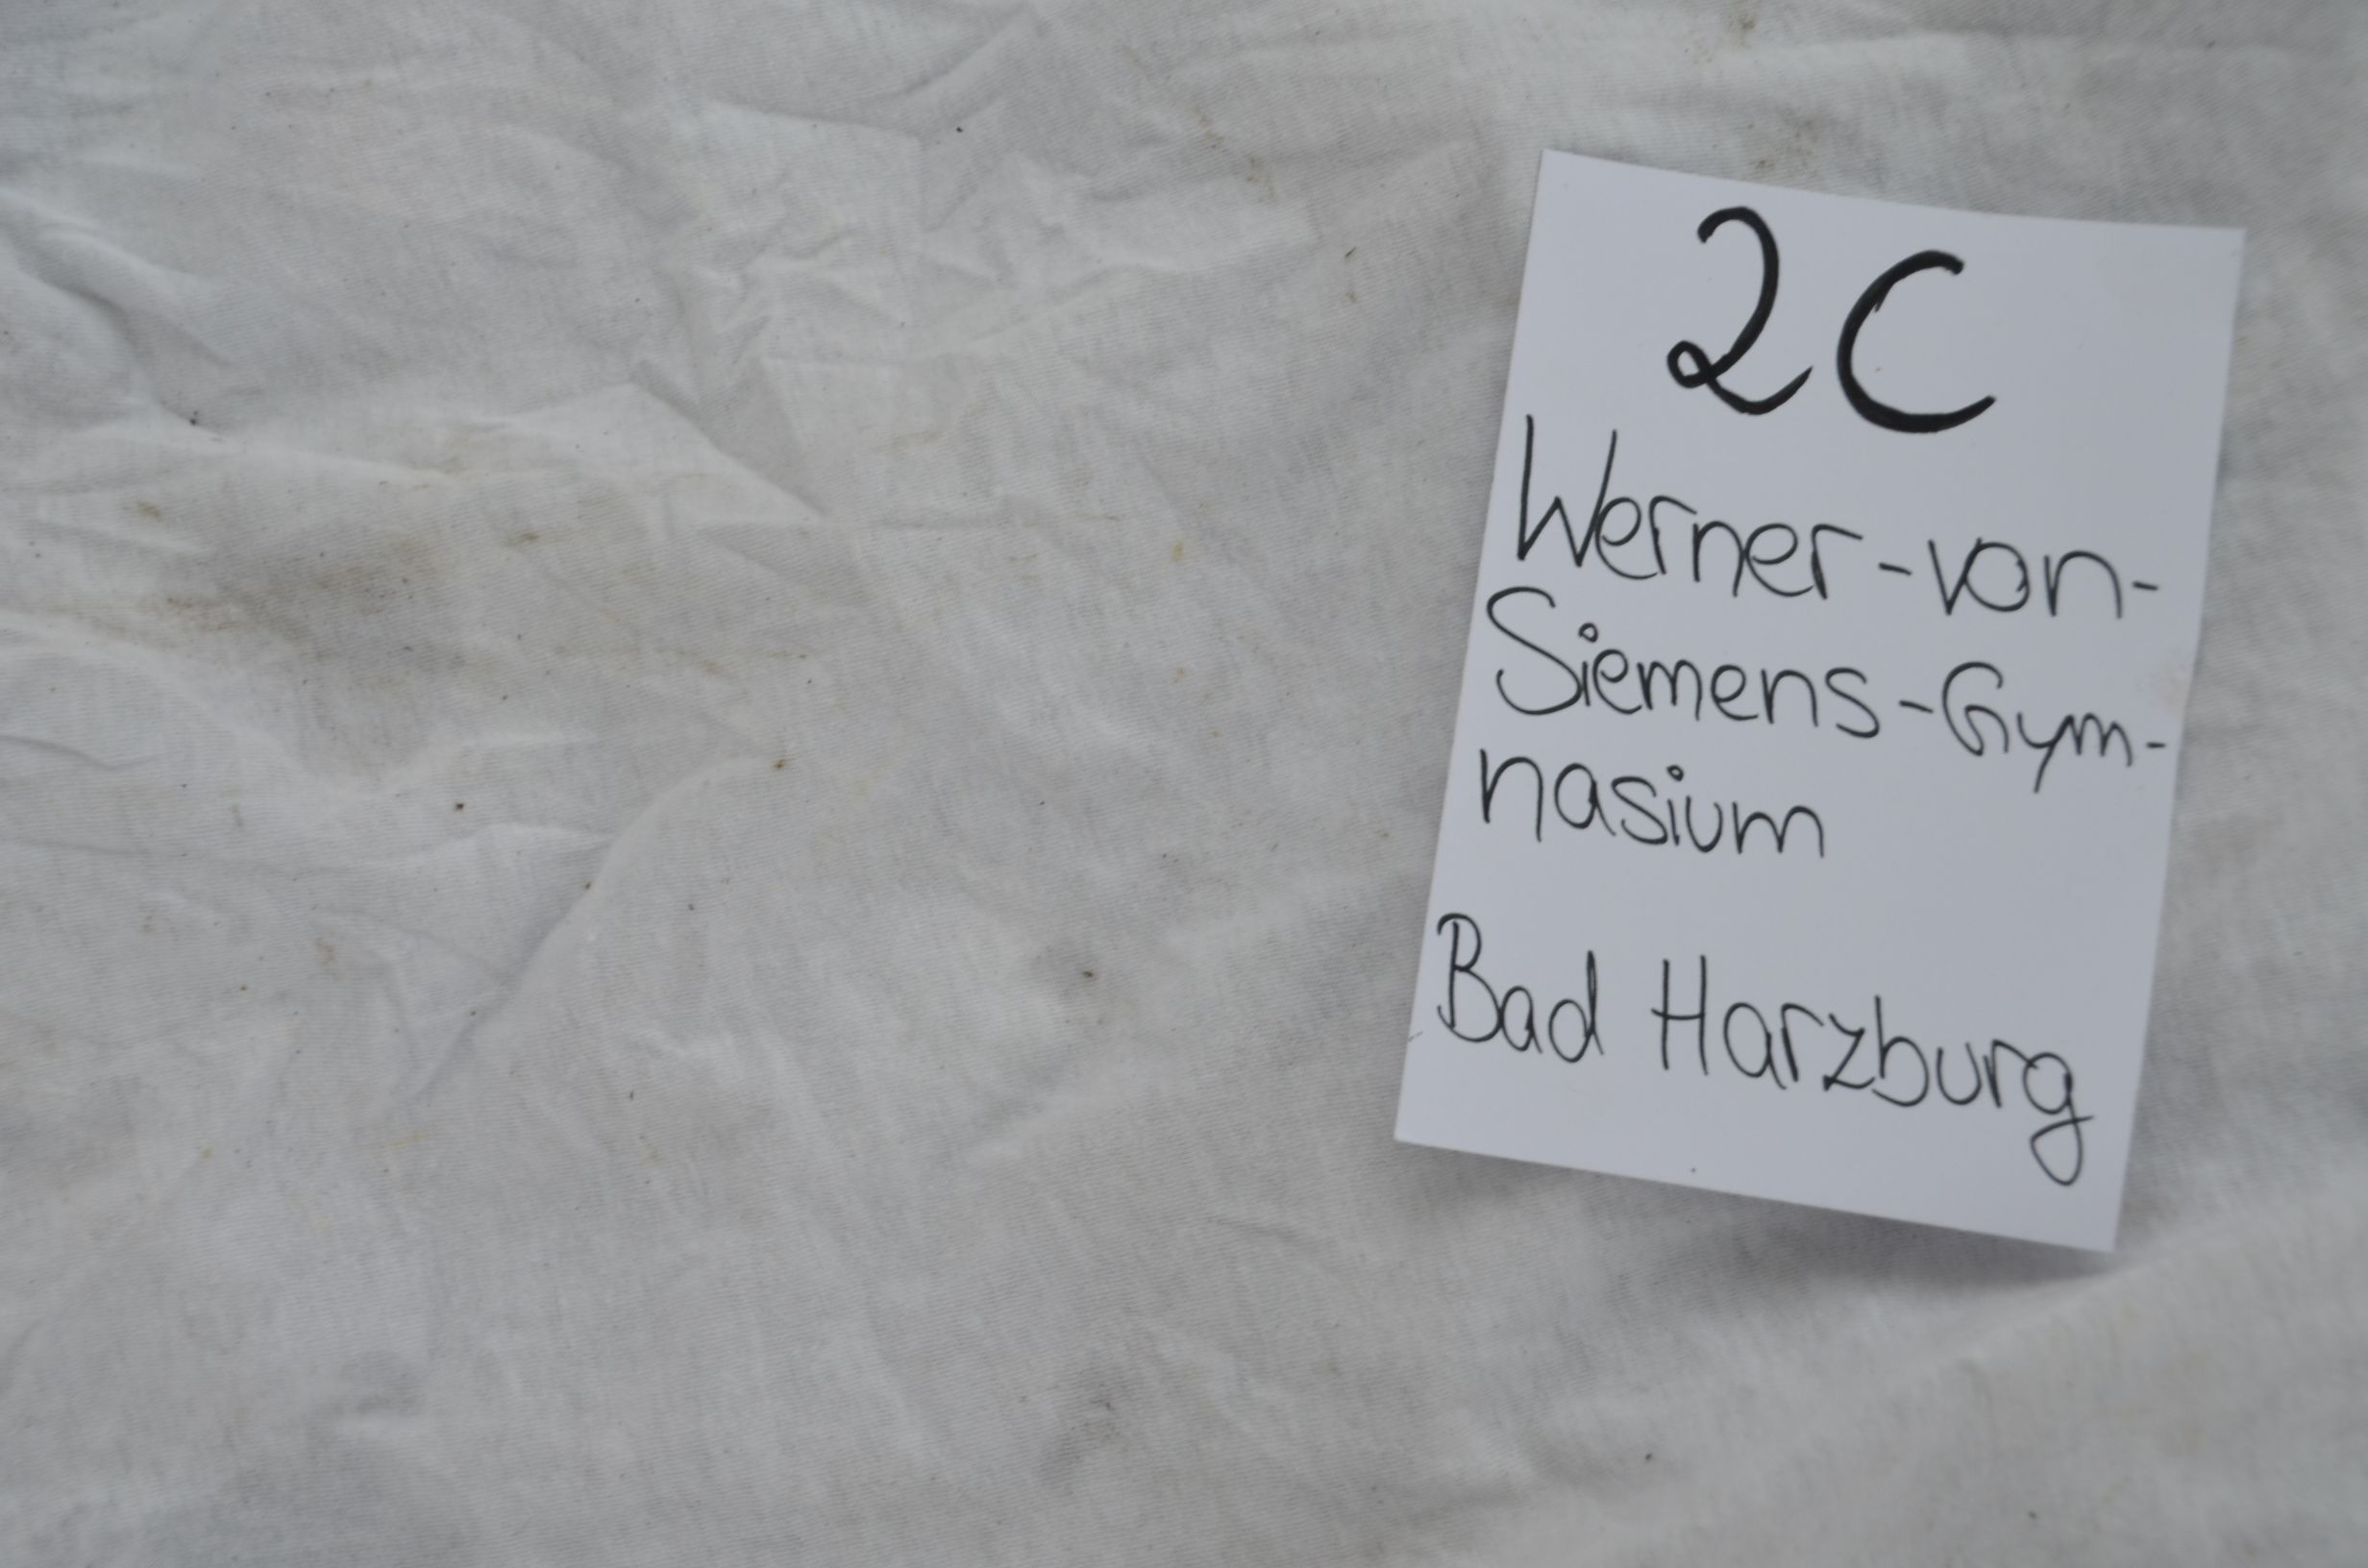 2C
Werner-von-
Siemens-Gym-
nasium
Bad Harzburg